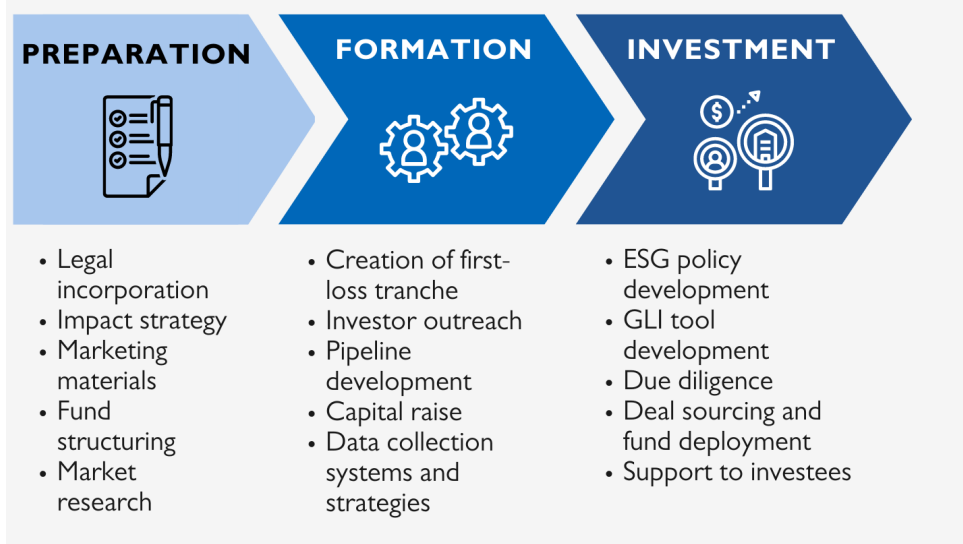 PREPARATION
FORMATION
INVESTMENT
$
• Legal
incorporation
• Impact strategy
• Marketing
materials
• Fund
structuring
• Market
research
• Creation of first-
loss tranche
• Investor outreach
• Pipeline
development
• Capital raise
• Data collection
systems and
strategies
• ESG policy
development
• GLI tool
development
• Due diligence
• Deal sourcing and
fund deployment
• Support to investees